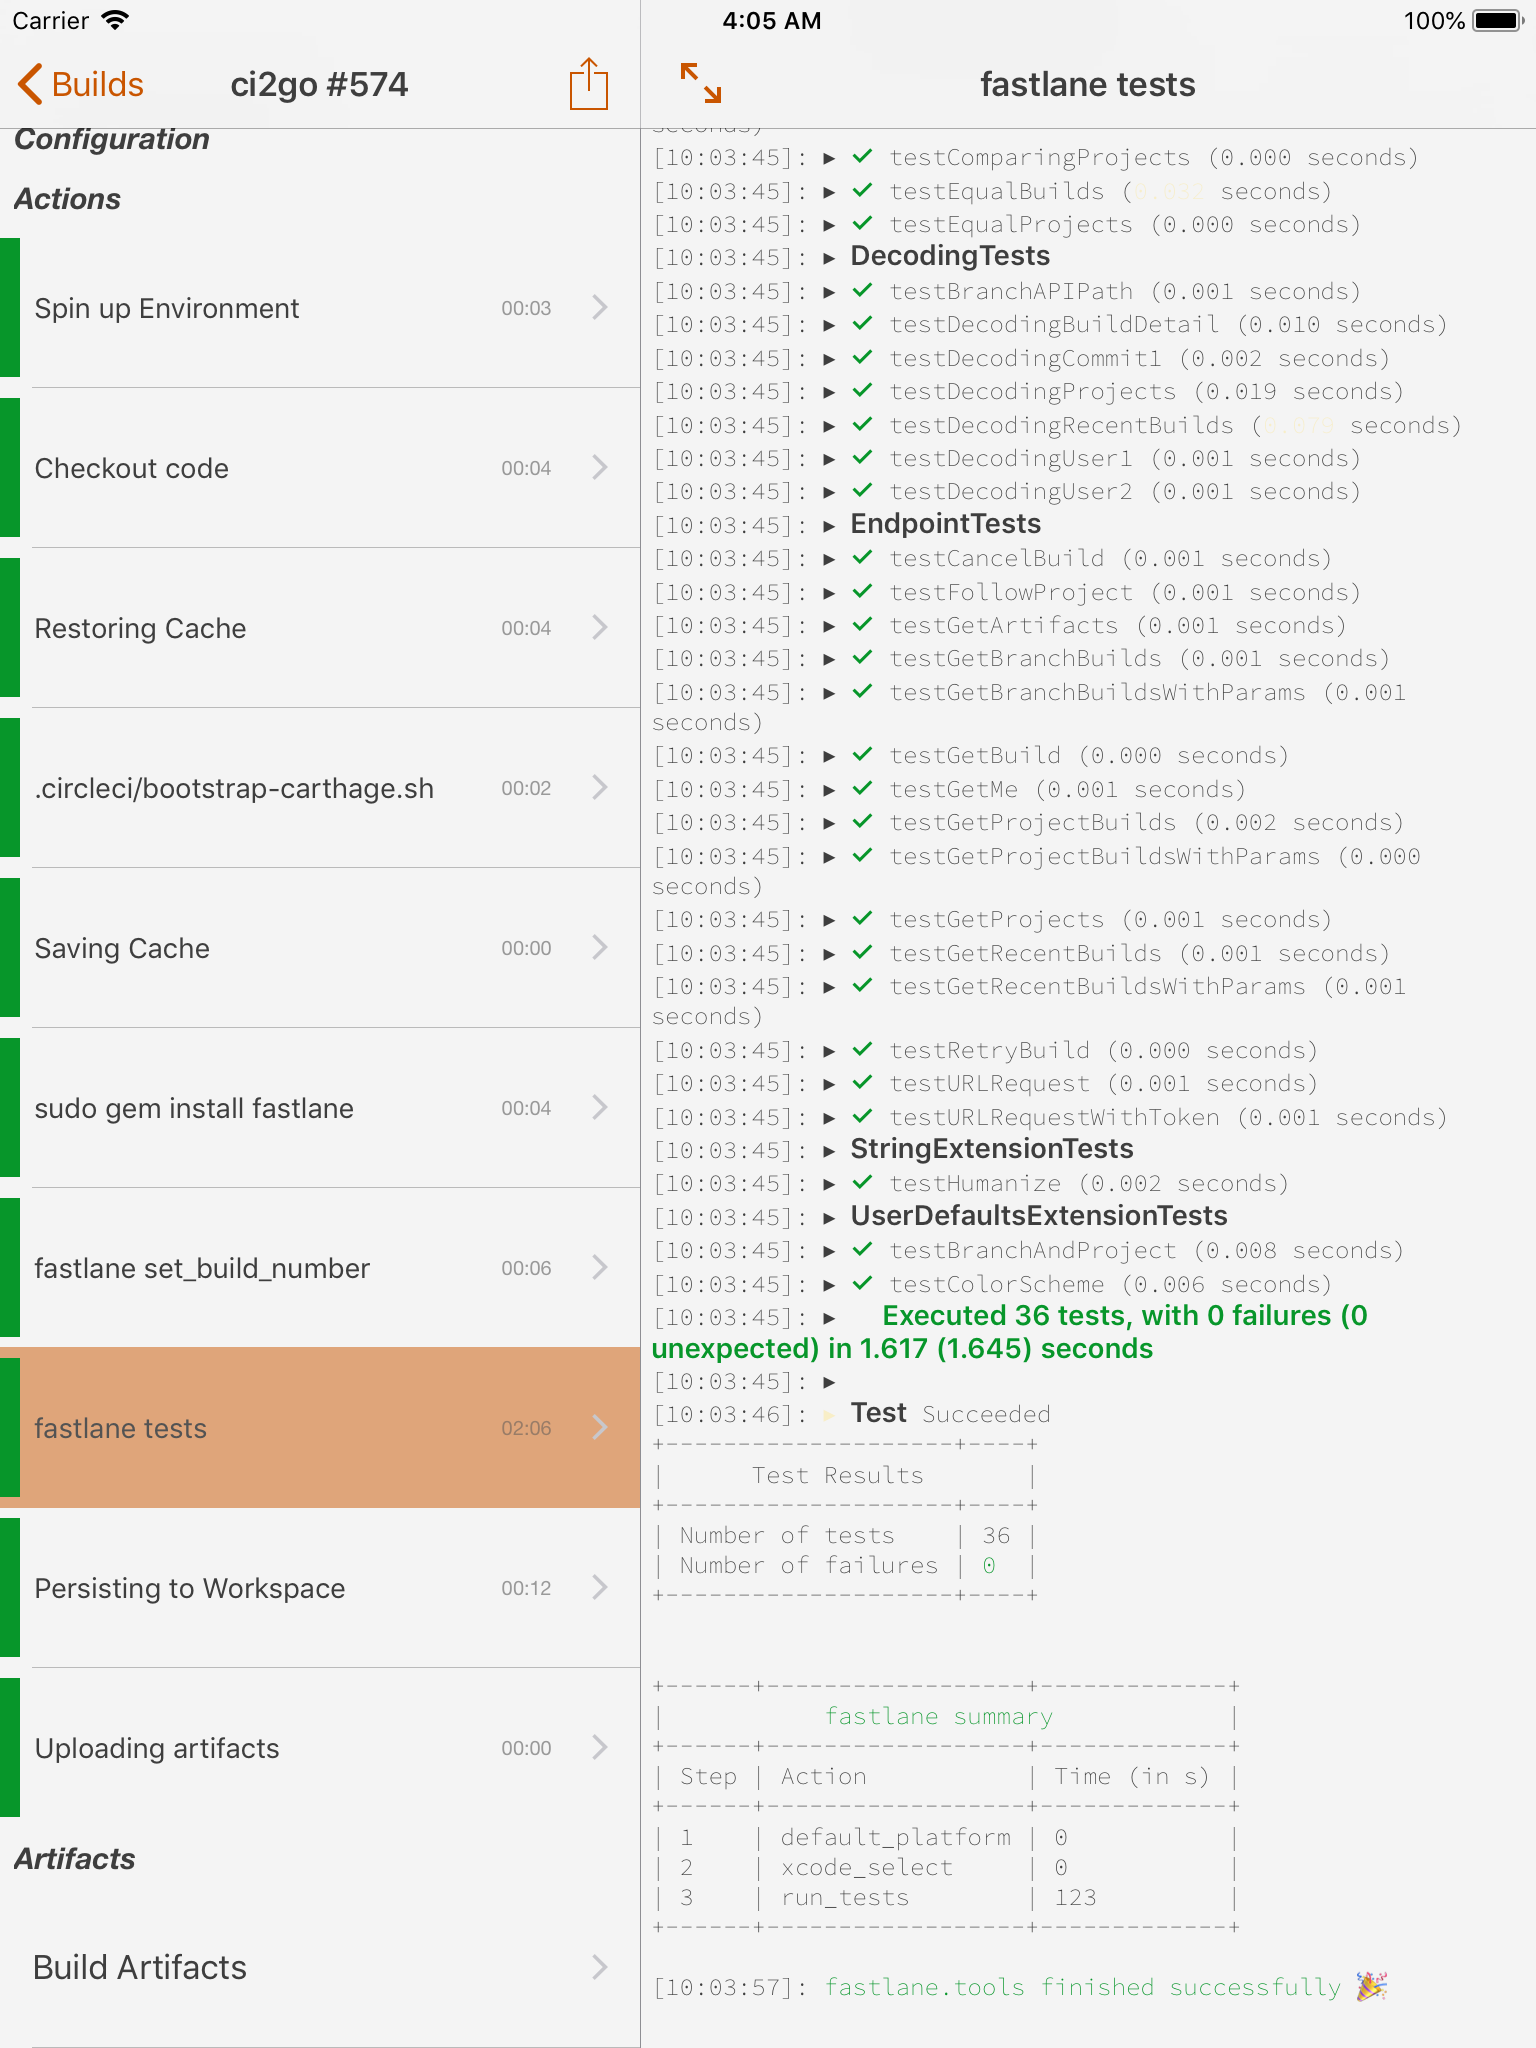 Carrier
4:05 AM
100%
Builds
ci2go #574
fastlane tests
Configuration
Actions
Spin up Environment 00:03
Checkout code 00:04
Restoring Cache 00:04
.circleci/bootstrap-carthage.sh 00:02
Saving Cache 00:00
sudo gem install fastlane 00:04
fastlane set_build_number 00:06
fastlane tests 02:06
Persisting to Workspace 00:12
Uploading artifacts 00:00
Artifacts
Build Artifacts
seconds)
[10:03:45]: ▸ ✓ testComparingProjects (0.000 seconds)
[10:03:45]: ▸ ✓ testEqualBuilds (0.032 seconds)
[10:03:45]: ▸ ✓ testEqualProjects (0.000 seconds)
[10:03:45]: ▸ DecodingTests
[10:03:45]: ▸ ✓ testBranchAPIPath (0.001 seconds)
[10:03:45]: ▸ ✓ testDecodingBuildDetail (0.010 seconds)
[10:03:45]: ▸ ✓ testDecodingCommit1 (0.002 seconds)
[10:03:45]: ▸ ✓ testDecodingProjects (0.019 seconds)
[10:03:45]: ▸ ✓ testDecodingRecentBuilds (0.079 seconds)
[10:03:45]: ▸ ✓ testDecodingUser1 (0.001 seconds)
[10:03:45]: ▸ ✓ testDecodingUser2 (0.001 seconds)
[10:03:45]: ▸ EndpointTests
[10:03:45]: ▸ ✓ testCancelBuild (0.001 seconds)
[10:03:45]: ▸ ✓ testFollowProject (0.001 seconds)
[10:03:45]: ▸ ✓ testGetArtifacts (0.001 seconds)
[10:03:45]: ▸ ✓ testGetBranchBuilds (0.001 seconds)
[10:03:45]: ▸ ✓ testGetBranchBuildsWithParams (0.001
seconds)
[10:03:45]: ▸ ✓ testGetBuild (0.000 seconds)
[10:03:45]: ▸ ✓ testGetMe (0.001 seconds)
[10:03:45]: ▸ ✓ testGetProjectBuilds (0.002 seconds)
[10:03:45]: ▸ ✓ testGetProjectBuildsWithParams (0.000
seconds)
[10:03:45]: ▸ ✓ testGetProjects (0.001 seconds)
[10:03:45]: ▸ ✓ testGetRecentBuilds (0.001 seconds)
[10:03:45]: ▸ ✓ testGetRecentBuildsWithParams (0.001
seconds)
[10:03:45]: ▸ ✓ testRetryBuild (0.000 seconds)
[10:03:45]: ▸ ✓ testURLRequest (0.001 seconds)
[10:03:45]: ▸ ✓ testURLRequestWithToken (0.001 seconds)
[10:03:45]: ▸ StringExtensionTests
[10:03:45]: ▸ ✓ testHumanize (0.002 seconds)
[10:03:45]: ▸ UserDefaultsExtensionTests
[10:03:45]: ▸ ✓ testBranchAndProject (0.008 seconds)
[10:03:45]: ▸ ✓ testColorScheme (0.006 seconds)
[10:03:45]: ▸ Executed 36 tests, with 0 failures (0
unexpected) in 1.617 (1.645) seconds
[10:03:45]: ▸
[10:03:46]: ▸ Test Succeeded
+--------------------+----+
| Test Results |
+--------------------+----+
| Number of tests | 36 |
| Number of failures | 0 |
+--------------------+----+
+------+------------------+-------------+
| fastlane summary |
+------+------------------+-------------+
| Step | Action | Time (in s) |
+------+------------------+-------------+
| 1 | default_platform | 0 |
| 2 | xcode_select | 0 |
| 3 | run_tests | 123 |
+------+------------------+-------------+
[10:03:57]: fastlane.tools finished successfully 🎉